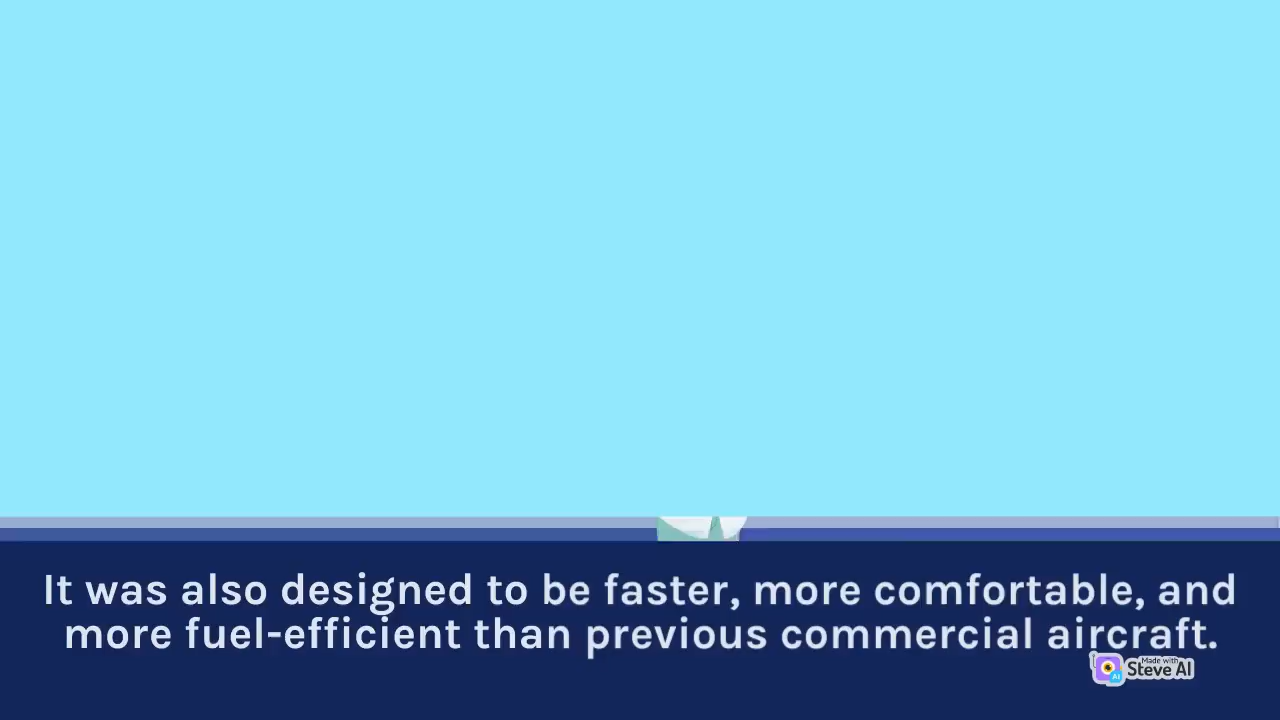 It was also designed to be faster, more comfortable, and
more fuel-efficient than previous commercial aircraft.
Made with
Steve AI
AI